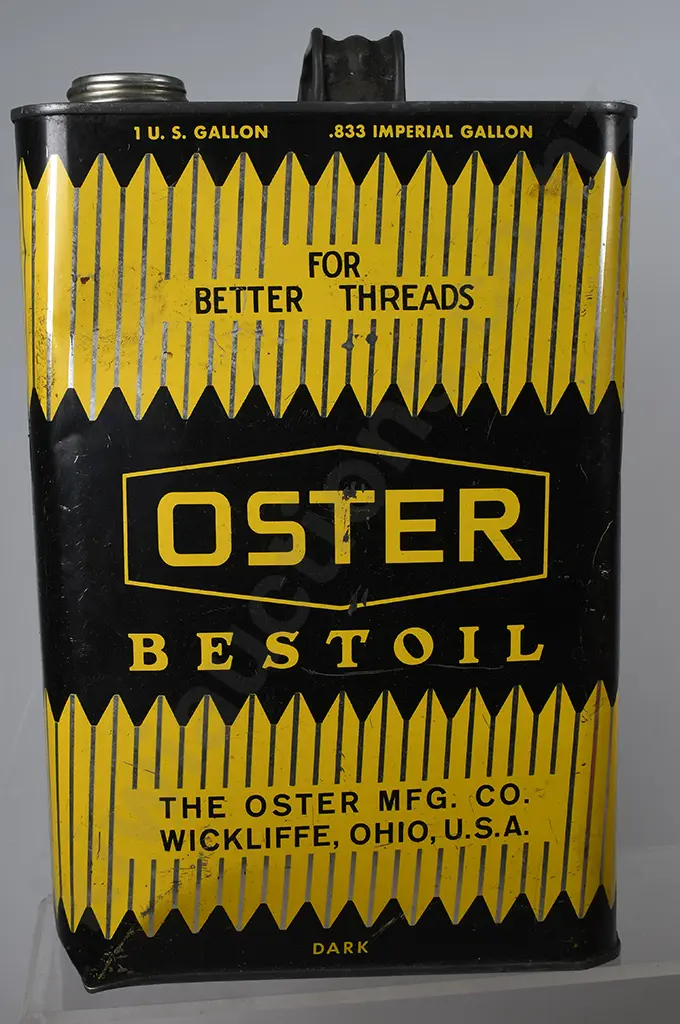 1 U. S. GALLON .833 IMPERIAL GALLON
FOR
BETTER THREADS
OSTER
BESTOIL
THE OSTER MFG. CO.
WICKLIFFE, OHIO, U.S.A.
DARK